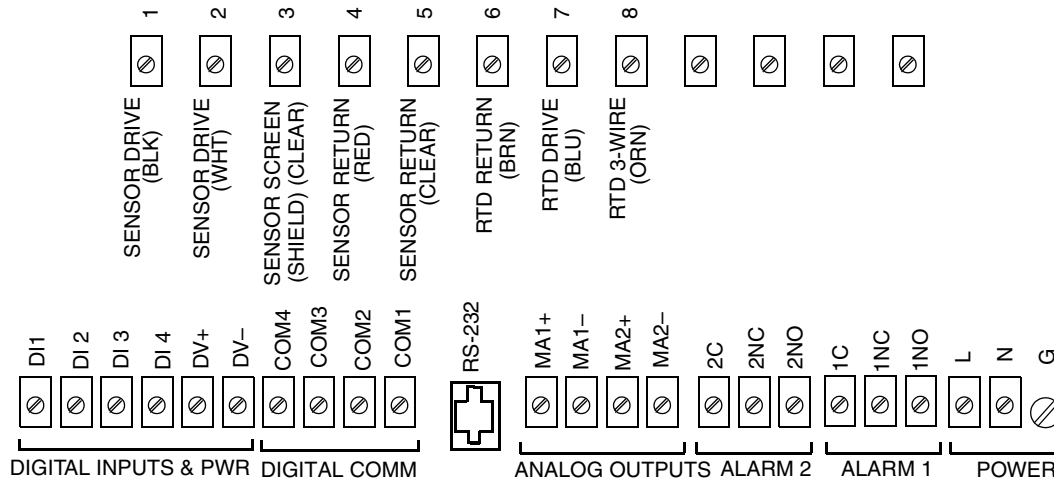 1
2
3
4
5
6
7
8
SENSOR DRIVE
(BLK)
SENSOR DRIVE
(WHT)
SENSOR SCREEN
(SHIELD) (CLEAR)
SENSOR RETURN
(RED)
SENSOR RETURN
(CLEAR)
RTD RETURN
(BRN)
RTD DRIVE
(BLU)
RTD 3-WIRE
(ORN)
DI1
DI 2
DI 3
DI 4
DV+
DV–
COM4
COM3
COM2
COM1
RS-232
MA1+
MA1–
MA2+
MA2–
2C
2NC
2NO
1C
1NC
1NO
L
N
G
DIGITAL INPUTS & PWR
DIGITAL COMM
ANALOG OUTPUTS
ALARM 2
ALARM 1
POWER